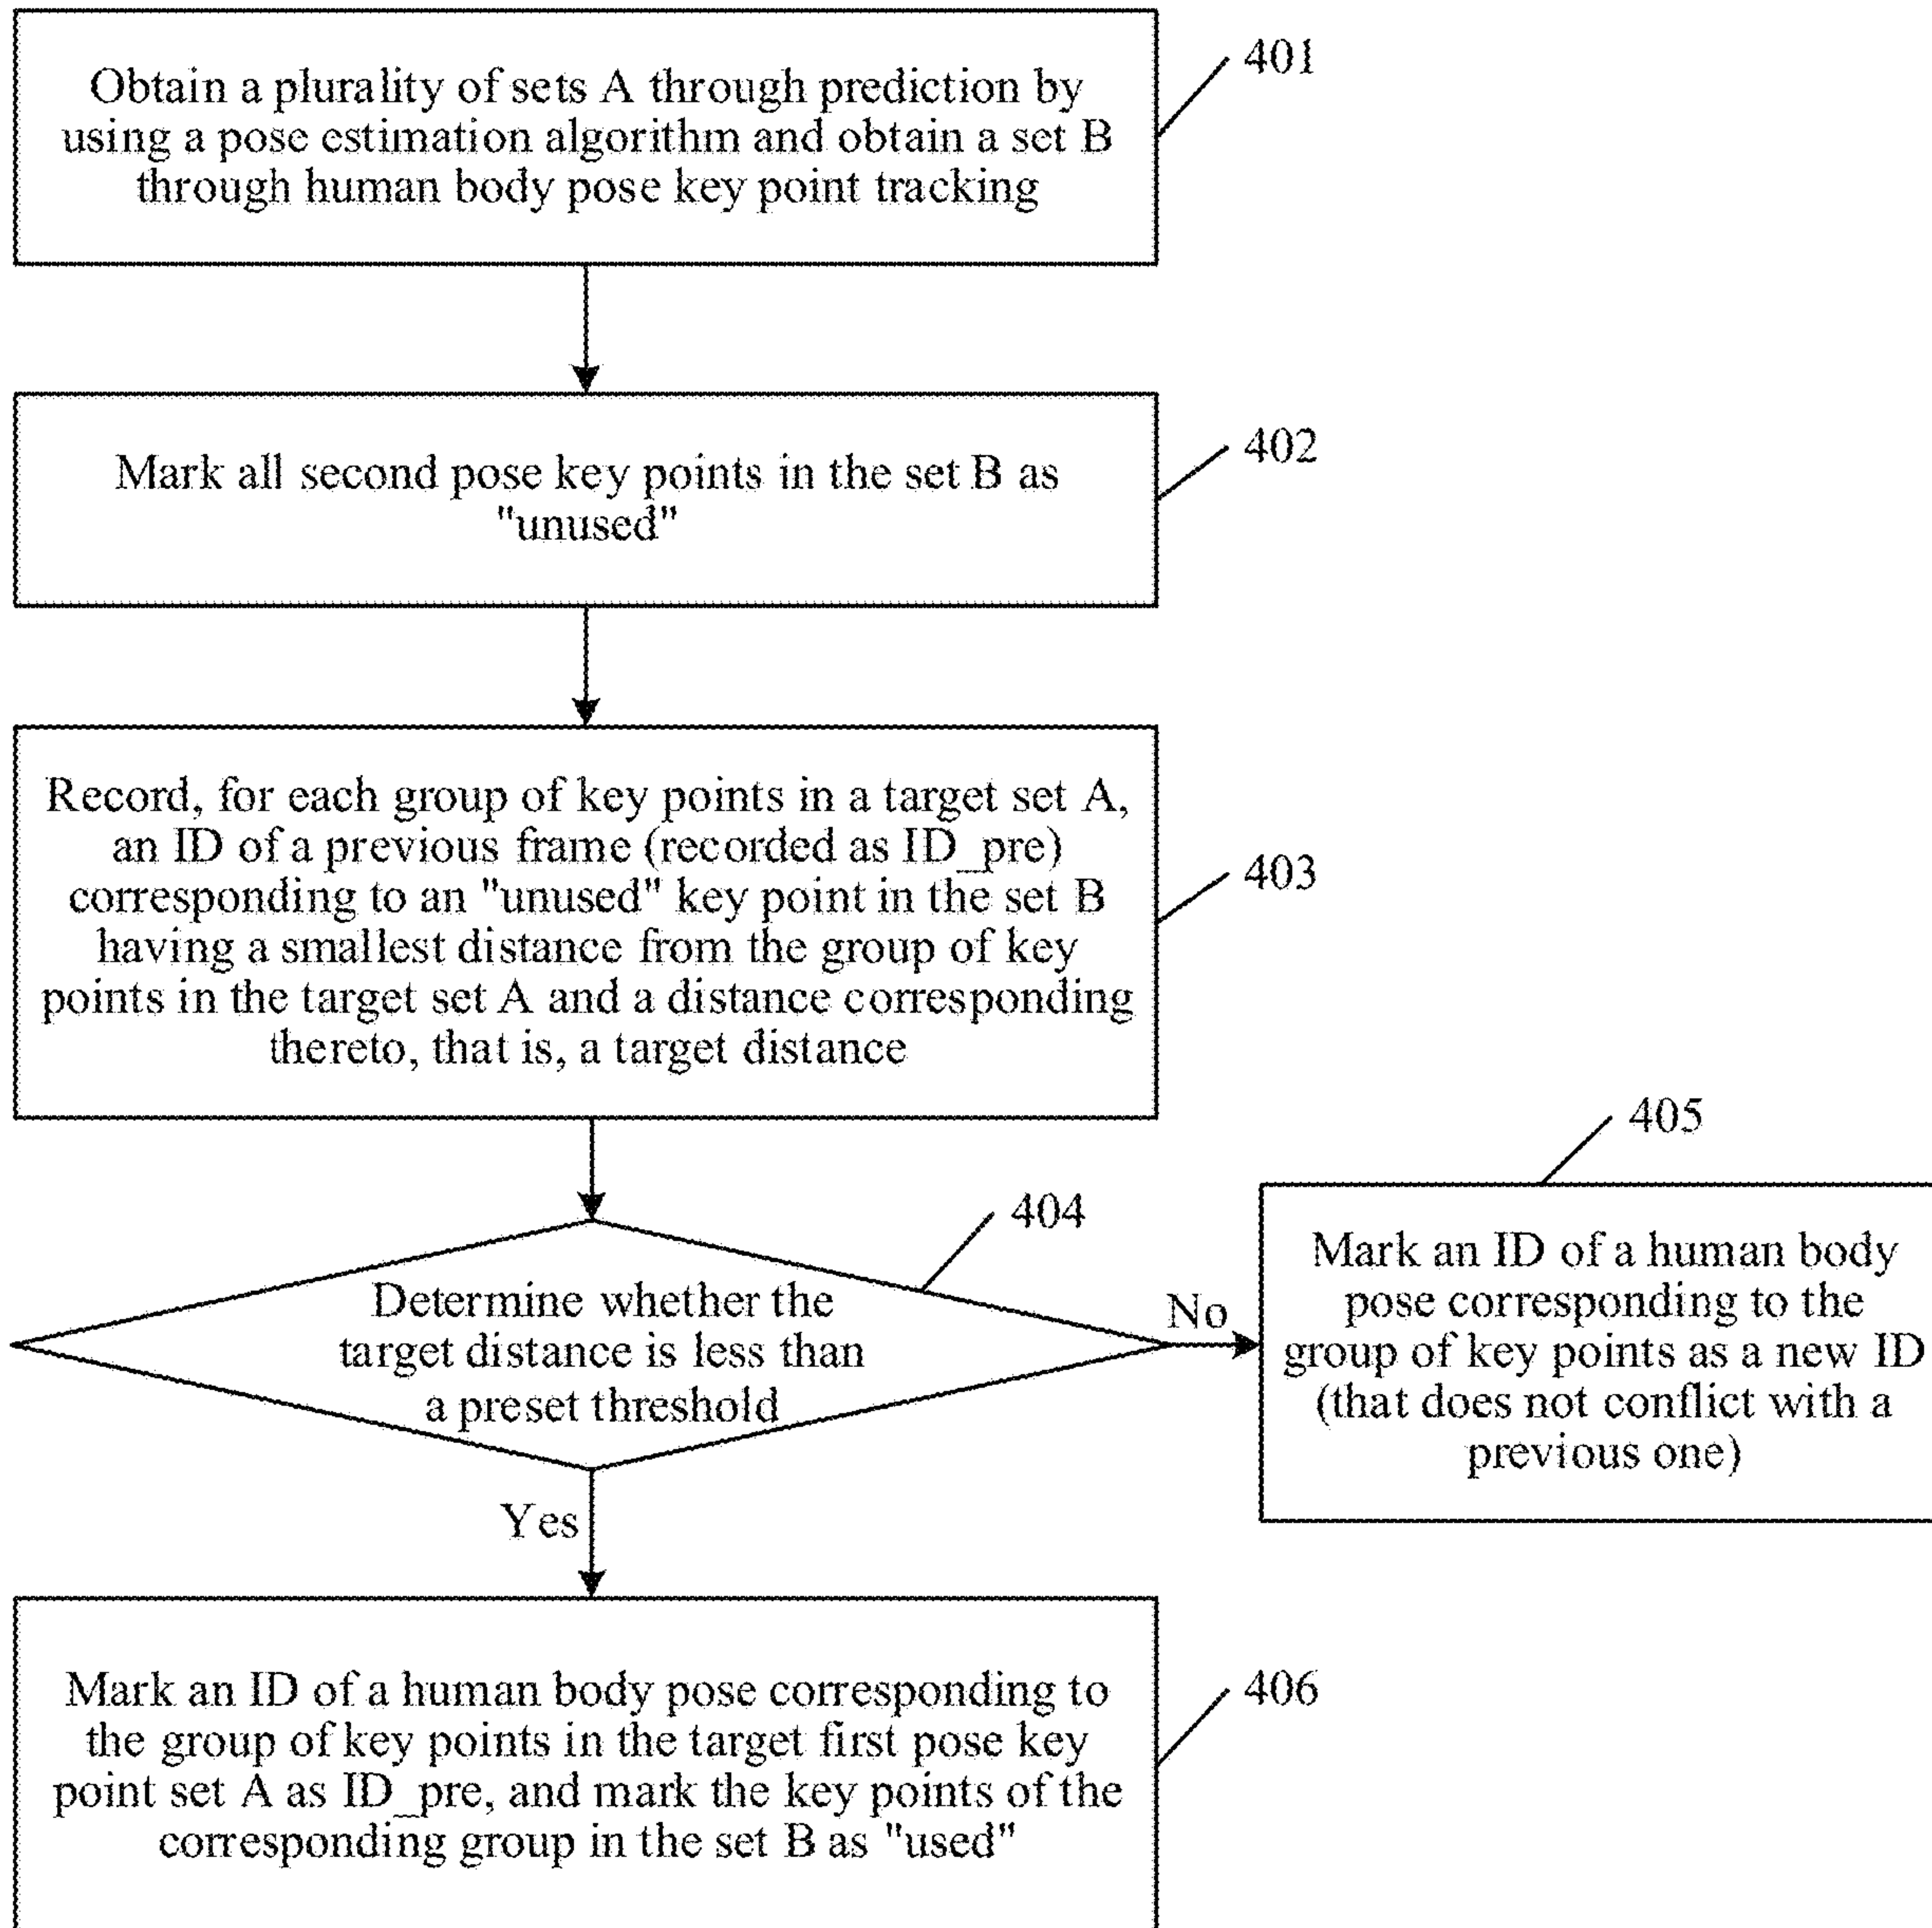 Obtain a plurality of sets A through prediction by
using a pose estimation algorithm and obtain a set B
through human body pose key point tracking
401
Mark all second pose key points in the set B as
"unused"
402
Record, for each group of key points in a target set A,
an ID of a previous frame (recorded as ID_pre)
corresponding to an "unused" key point in the set B
having a smallest distance from the group of key
points in the target set A and a distance corresponding
thereto, that is, a target distance
403
404
Determine whether the
target distance is less than
a preset threshold
No
405
Mark an ID of a human body
pose corresponding to the
group of key points as a new ID
(that does not conflict with a
previous one)
Yes
Mark an ID of a human body pose corresponding to
the group of key points in the target first pose key
point set A as ID_pre, and mark the key points of the
corresponding group in the set B as "used"
406